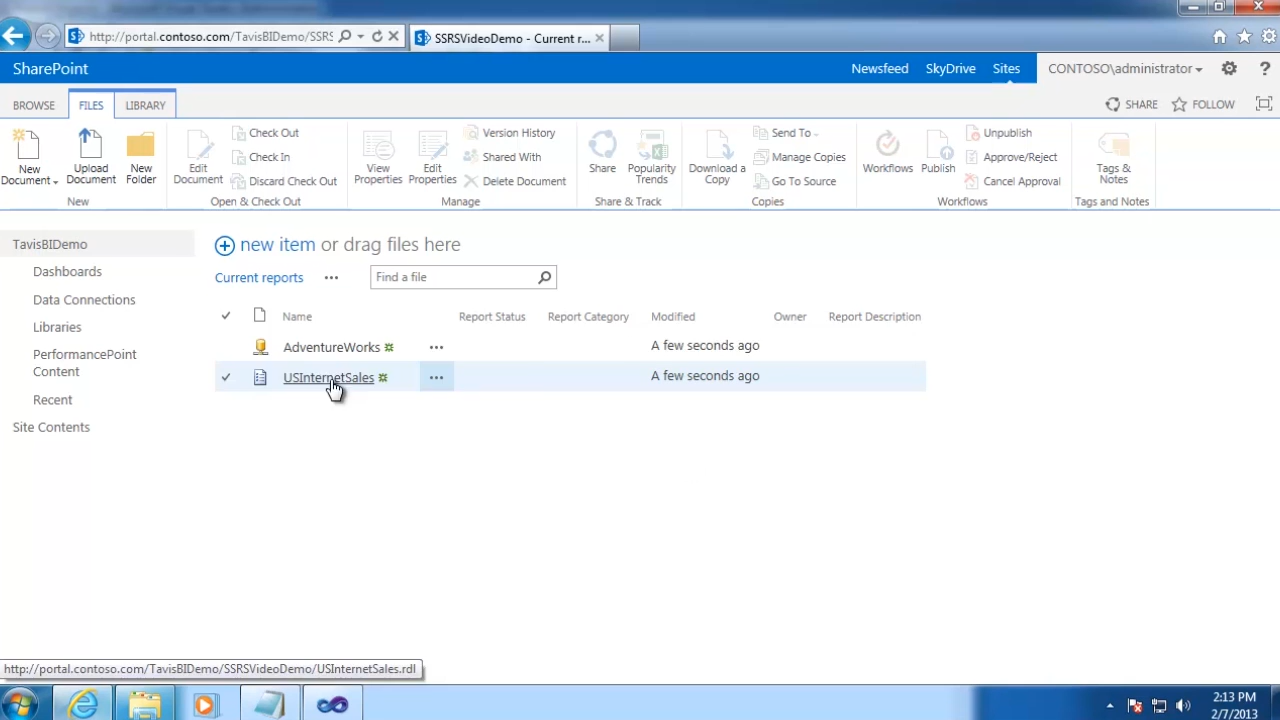 http://portal.contoso.com/TavisBIDemo/SSRS
SSRSVideoDemo - Current r...
SharePoint
Newsfeed
SkyDrive
Sites
CONTOSO\administrator
?
BROWSE
FILES
LIBRARY
SHARE
FOLLOW
New Document
Upload Document
New Folder
New
Edit Document
Check Out
Check In
Discard Check Out
Open & Check Out
View Properties
Edit Properties
Version History
Shared With
Delete Document
Manage
Share
Popularity Trends
Share & Track
Download a Copy
Send To
Manage Copies
Go To Source
Copies
Workflows
Publish
Unpublish
Approve/Reject
Cancel Approval
Workflows
Tags & Notes
Tags and Notes
TavisBIDemo
Dashboards
Data Connections
Libraries
PerformancePoint Content
Recent
Site Contents
new item or drag files here
Current reports
...
Find a file
Name
Report Status
Report Category
Modified
Owner
Report Description
AdventureWorks ... A few seconds ago
USInternetSales ... A few seconds ago
http://portal.contoso.com/TavisBIDemo/SSRSVideoDemo/USInternetSales.rdl
2:13 PM
2/7/2013